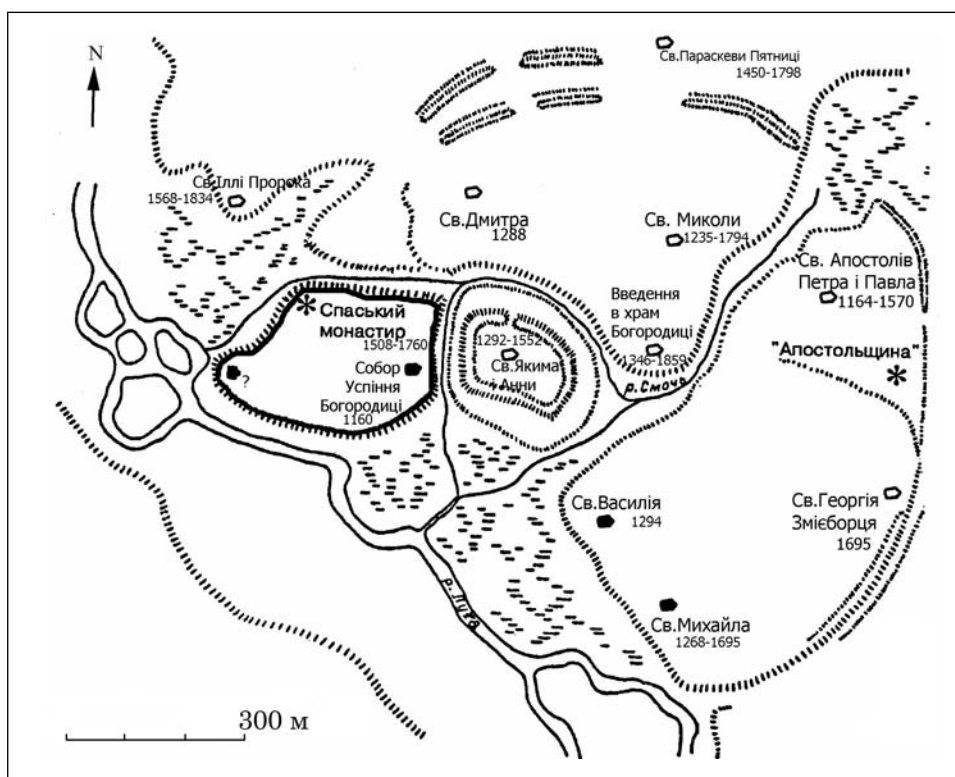 N
Св.Параскеви Пятниці
1450-1798
Св.Іллі Пророка
1568-1834
Св.Дмитра
1288
Св. Миколи
1235-1794
Св. Апостолів
Петра і Павла
1164-1570
Введення
в храм
Богородиці
1346-1859
"Апостольщина"
Спаський
монастир
1508-1760
1292-1552
Св.Якима
і Анни
р. Смочь
?
Собор
Успіння
Богородиці
1160
Св.Василія
1294
Св.Георгія
Змієборця
1695
Св.Михайла
1268-1695
р. Луга
300 м